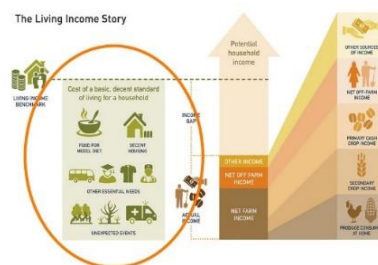 The Living Income Story
LIVING INCOME
BENCHMARK
Cost of a basic, decent standard
of living for a household
FOOD FOR
MODEL DIET
DECENT
HOUSING
OTHER ESSENTIAL NEEDS
UNEXPECTED EVENTS
INCOME
GAP
ACTUAL
INCOME
Potential
household
income
OTHER INCOME
NET OFF FARM
INCOME
NET FARM
INCOME
OTHER SOURCES
OF INCOME
NET OFF-FARM
INCOME
PRIMARY CASH
CROP INCOME
SECONDARY
CROP INCOME
PRODUCE CONSUMED
AT HOME